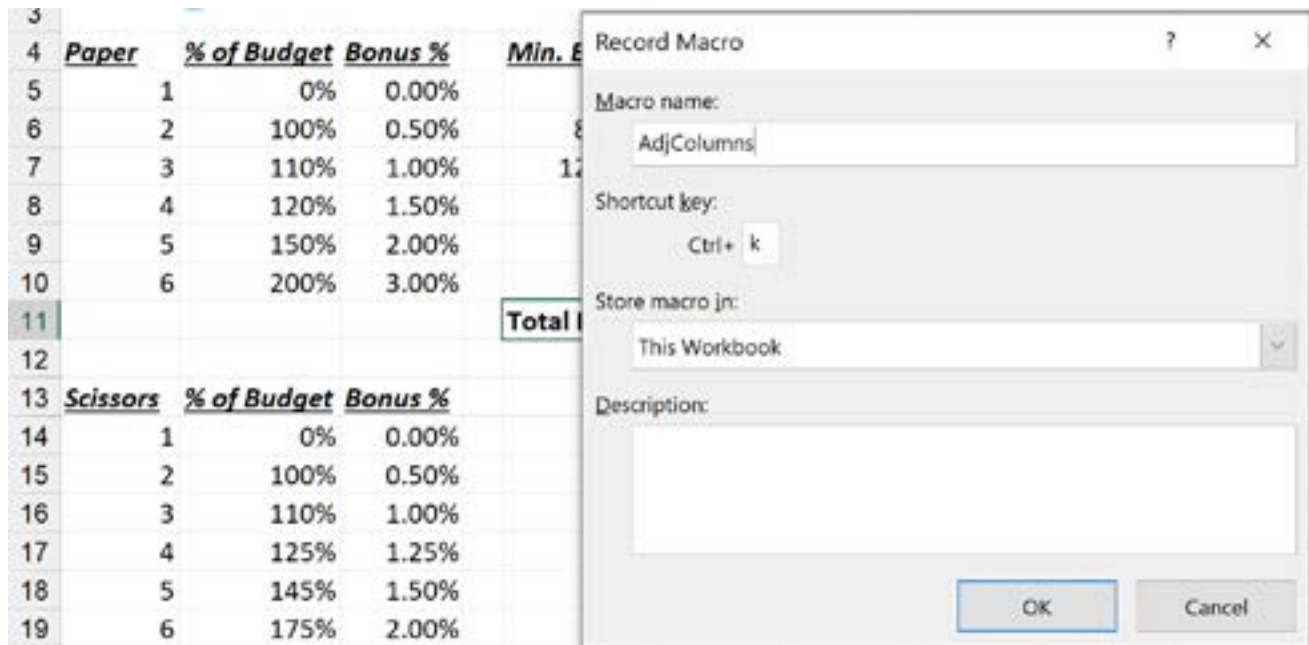 3
4 Paper % of Budget Bonus % Min.
5 1 0% 0.00%
6 2 100% 0.50%
7 3 110% 1.00%
8 4 120% 1.50%
9 5 150% 2.00%
10 6 200% 3.00%
11 Total
12
13 Scissors % of Budget Bonus %
14 1 0% 0.00%
15 2 100% 0.50%
16 3 110% 1.00%
17 4 125% 1.25%
18 5 145% 1.50%
19 6 175% 2.00%
Record Macro ? ×
Macro name:
AdjColumns
Shortcut key:
Ctrl+ k
Store macro in:
This Workbook
Description:
OK Cancel